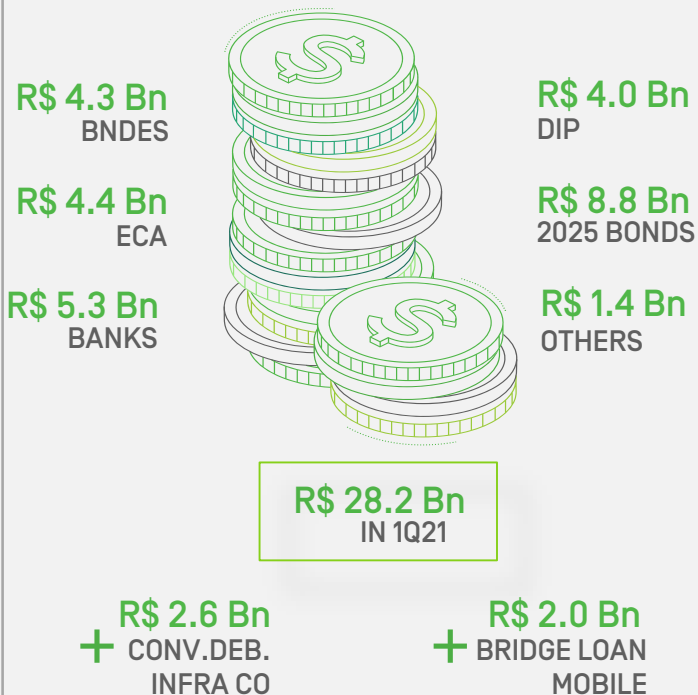 R$ 4.3 Bn
BNDES
R$ 4.0 Bn
DIP
R$ 4.4 Bn
ECA
R$ 8.8 Bn
2025 BONDS
R$ 5.3 Bn
BANKS
R$ 1.4 Bn
OTHERS
R$ 28.2 Bn
IN 1Q21
R$ 2.6 Bn
+ CONV.DEB.
INFRA CO
R$ 2.0 Bn
+ BRIDGE LOAN
MOBILE